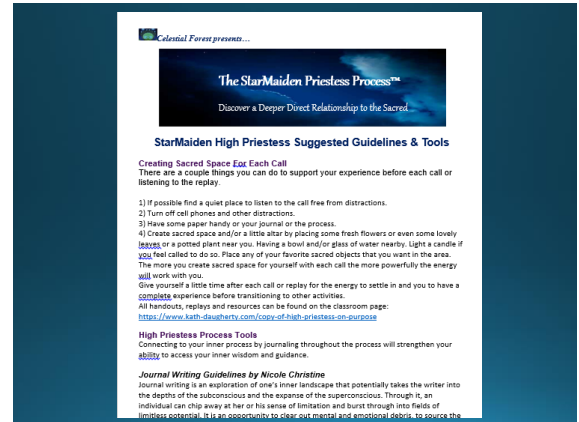 Celestial Forest presents…
The StarMaiden Priestess Process™
Discover a Deeper Direct Relationship to the Sacred
StarMaiden High Priestess Suggested Guidelines & Tools
Creating Sacred Space For Each Call
There are a couple things you can do to support your experience before each call or
listening to the replay.
1) If possible find a quiet place to listen to the call free from distractions.
2) Turn off cell phones and other distractions.
3) Have some paper handy or your journal or the process.
4) Create sacred space and/or a little altar by placing some fresh flowers or even some lovely
leaves or a potted plant near you. Having a bowl and/or glass of water nearby. Light a candle if
you feel called to do so. Place any of your favorite sacred objects that you want in the area.
The more you create sacred space for yourself with each call the more powerfully the energy
will work with you.
Give yourself a little time after each call or replay for the energy to settle in and you to have a
complete experience before transitioning to other activities.
All handouts, replays and resources can be found on the classroom page:
https://www.kath-daugherty.com/copy-of-high-priestess-on-purpose
High Priestess Process Tools
Connecting to your inner process by journaling throughout the process will strengthen your
ability to access your inner wisdom and guidance.
Journal Writing Guidelines by Nicole Christine
Journal writing is an exploration of one's inner landscape that potentially takes the writer into
the depths of the subconscious and the expanse of the superconscious. Through it, an
individual can chip away at her or his sense of limitation and burst through into fields of
limitless potential. It is an opportunity to clear out mental and emotional debris, to source the